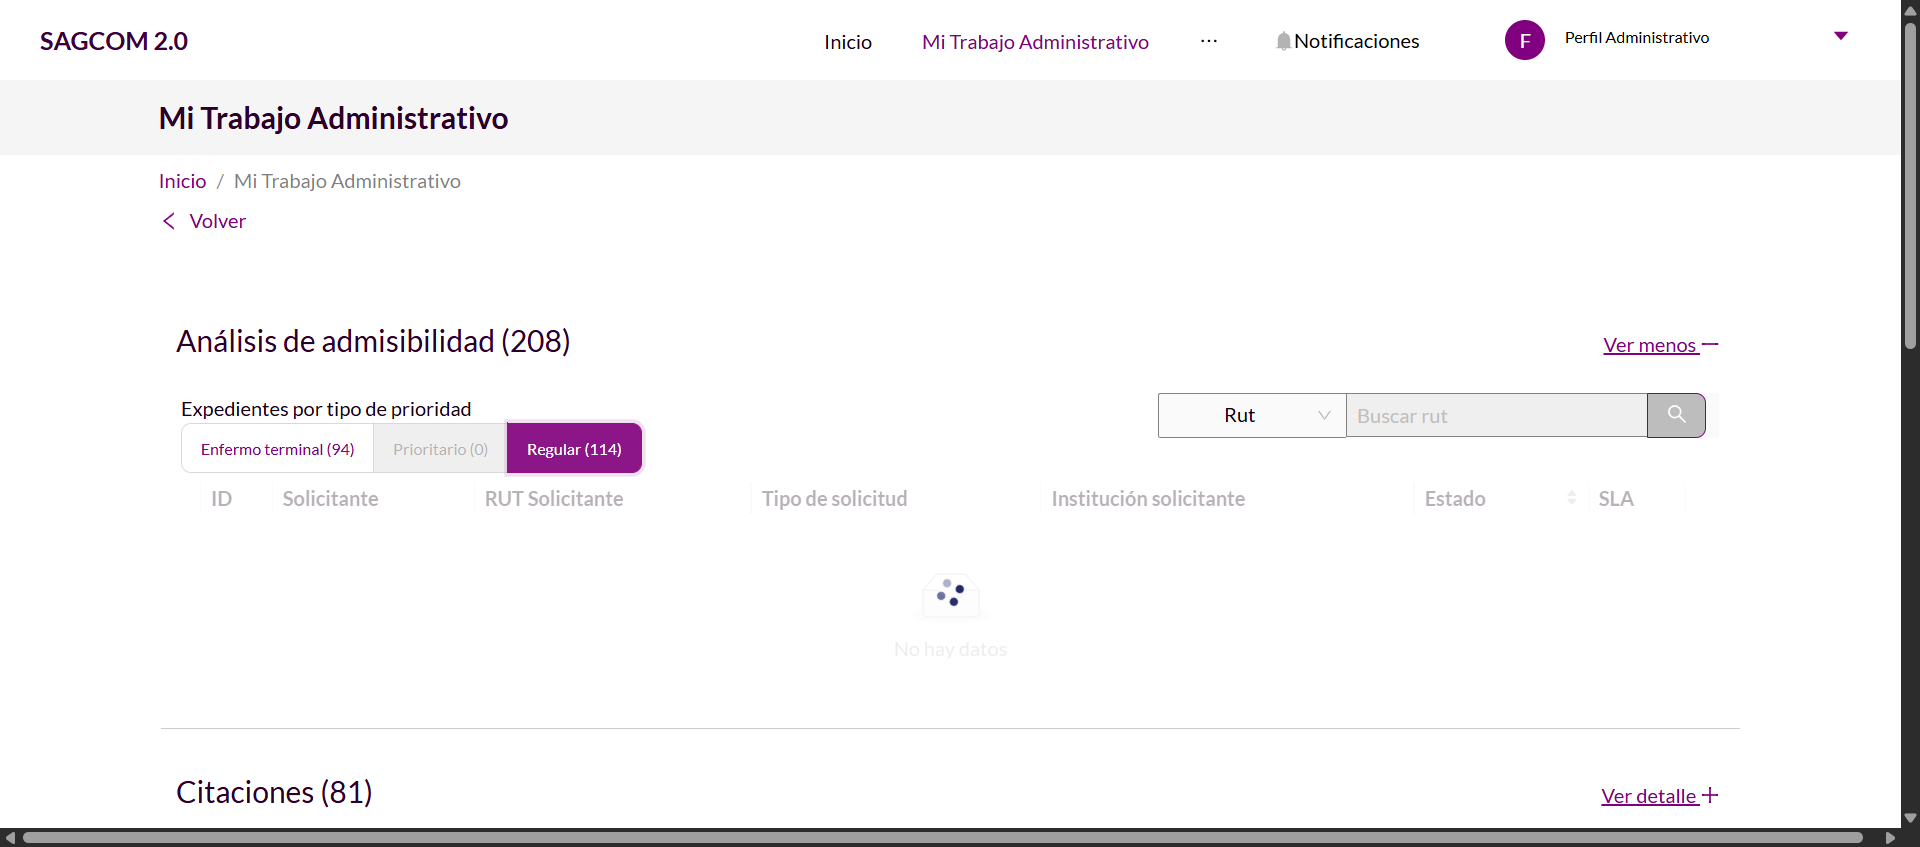 SAGCOM 2.0
Inicio
Mi Trabajo Administrativo
···
Notificaciones
F
Perfil Administrativo
Mi Trabajo Administrativo
Inicio / Mi Trabajo Administrativo
Volver
Análisis de admisibilidad (208)
Ver menos
Expedientes por tipo de prioridad
Rut
Buscar rut
Enfermo terminal (94)
Prioritario (0)
Regular (114)
ID
Solicitante
RUT Solicitante
Tipo de solicitud
Institución solicitante
Estado
SLA
No hay datos
Citaciones (81)
Ver detalle